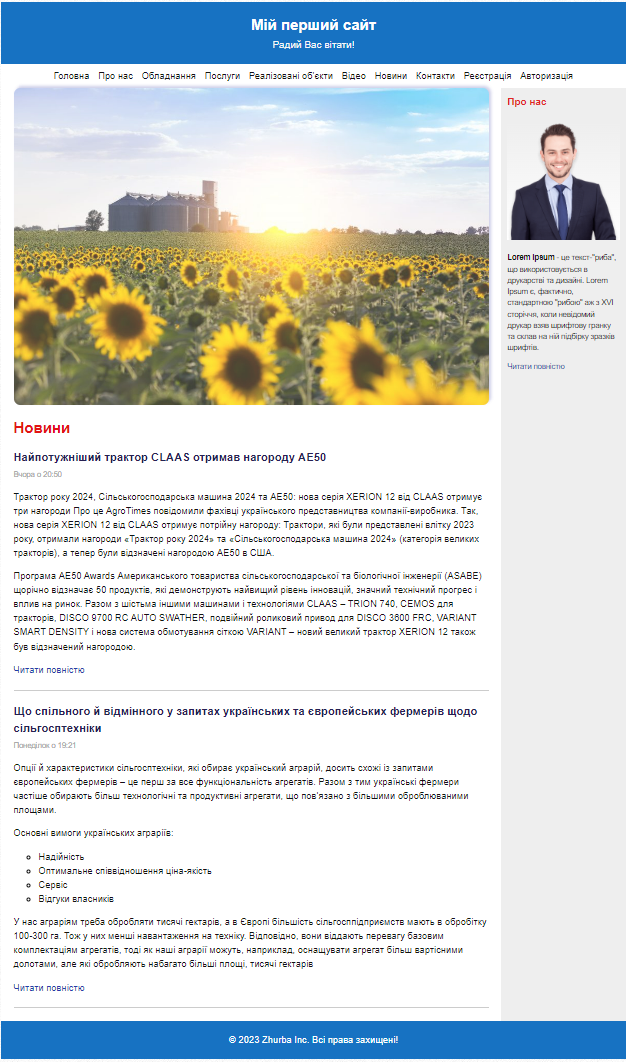 Мій перший сайт
Радий Вас вітати!
Головна Про нас Обладнання Послуги Реалізовані об'єкти Відео Новини Контакти Реєстрація Авторизація
Про нас
Lorem Ipsum - це текст-"риба",
що використовується в
друкарстві та дизайні. Lorem
Ipsum є, фактично,
стандартною "рибою" аж з XVI
сторіччя, коли невідомий
друкар взяв шрифтову гранку
та склав на ній підбірку зразків
шрифтів.
Читати повністю
Новини
Найпотужніший трактор CLAAS отримав нагороду AE50
Вчора о 20:50
Трактор року 2024, Сільськогосподарська машина 2024 та AE50: нова серія XERION 12 від CLAAS отримує
три нагороди Про це AgroTimes повідомили фахівці українського представництва компанії-виробника. Так,
нова серія XERION 12 від CLAAS отримує потрійну нагороду: Трактори, які були представлені влітку 2023
року, отримали нагороди «Трактор року 2024» та «Сільськогосподарська машина 2024» (категорія великих
тракторів), а тепер були відзначені нагородою AE50 в США.
Програма AE50 Awards Американського товариства сільськогосподарської та біологічної інженерії (ASABE)
щорічно відзначає 50 продуктів, які демонструють найвищий рівень інновацій, значний технічний прогрес і
вплив на ринок. Разом з шістьма іншими машинами і технологіями CLAAS – TRION 740, CEMOS для
тракторів, DISCO 9700 RC AUTO SWATHER, подвійний роликовий привод для DISCO 3600 FRC, VARIANT
SMART DENSITY і нова система обмотування сіткою VARIANT – новий великий трактор XERION 12 також
був відзначений нагородою.
Читати повністю
Що спільного й відмінного у запитах українських та європейських фермерів щодо
сільгосптехніки
Понеділок о 19:21
Опції й характеристики сільгосптехніки, які обирає український аграрій, досить схожі із запитами
європейських фермерів – це перш за все функціональність агрегатів. Разом з тим українські фермери
частіше обирають більш технологічні та продуктивні агрегати, що пов'язано з більшими оброблюваними
площами.
Основні вимоги українських аграріїв:
Надійність
Оптимальне співвідношення ціна-якість
Сервіс
Відгуки власників
У нас аграріям треба обробляти тисячі гектарів, а в Європі більшість сільгосппідприємств мають в обробітку
100-300 га. Тож у них менші навантаження на техніку. Відповідно, вони віддають перевагу базовим
комплектаціям агрегатів, тоді як наші аграрії можуть, наприклад, оснащувати агрегат більш вартісними
долотами, але які обробляють набагато більші площі, тисячі гектарів
Читати повністю
© 2023 Zhurba Inc. Всі права захищені!